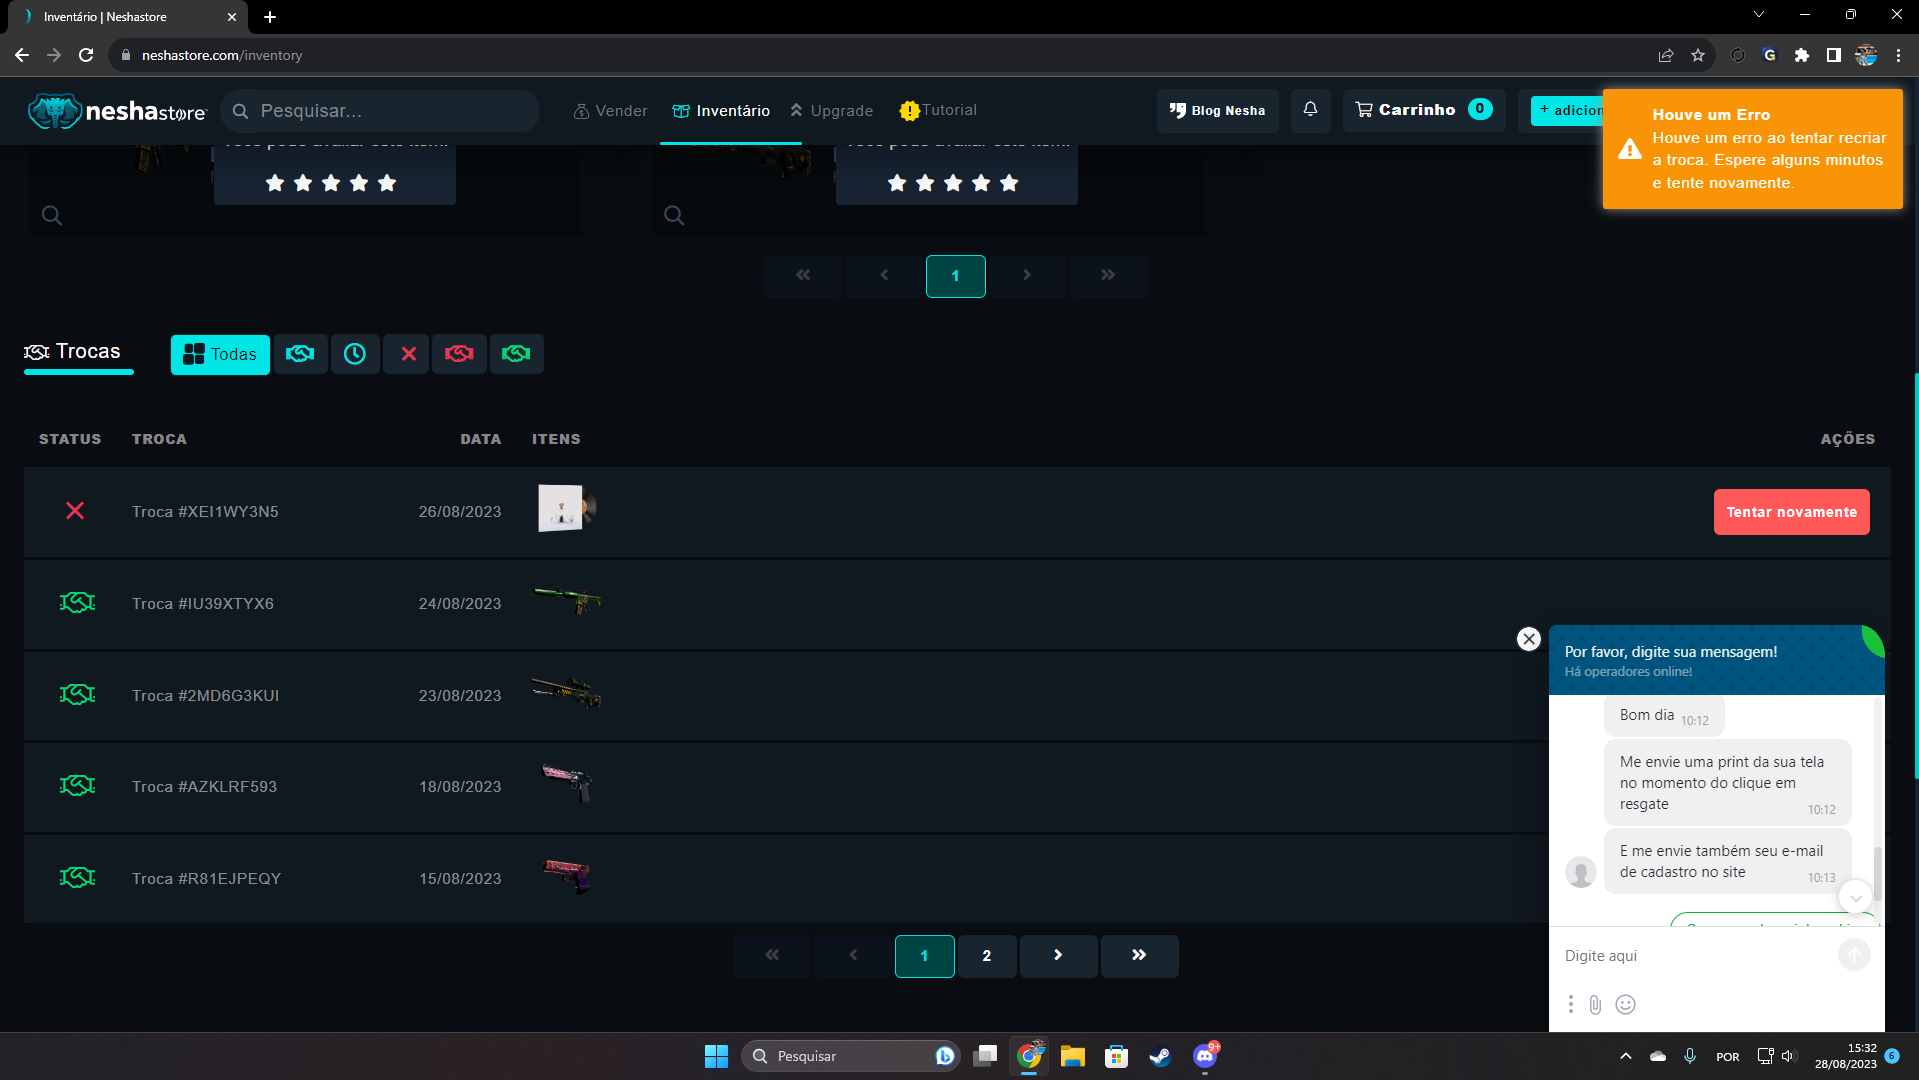 Inventário | Neshastore
neshastore.com/inventory
neshastore
Pesquisar...
Vender
Inventário
Upgrade
Tutorial
Blog Nesha
Carrinho 0
+ adicion
Houve um Erro
Houve um erro ao tentar recriar
a troca. Espere alguns minutos
e tente novamente.
1
Trocas
Todas
STATUS TROCA DATA ITENS AÇÕES
Troca #XEI1WY3N5 26/08/2023 Tentar novamente
Troca #IU39XTYX6 24/08/2023
Troca #2MD6G3KUI 23/08/2023
Troca #AZKLRF593 18/08/2023
Troca #R81EJPEQY 15/08/2023
1 2
Por favor, digite sua mensagem!
Há operadores online!
Bom dia 10:12
Me envie uma print da sua tela
no momento do clique em
resgate 10:12
E me envie também seu e-mail
de cadastro no site 10:13
Digite aqui
Pesquisar
9+
POR
15:32
28/08/2023
6